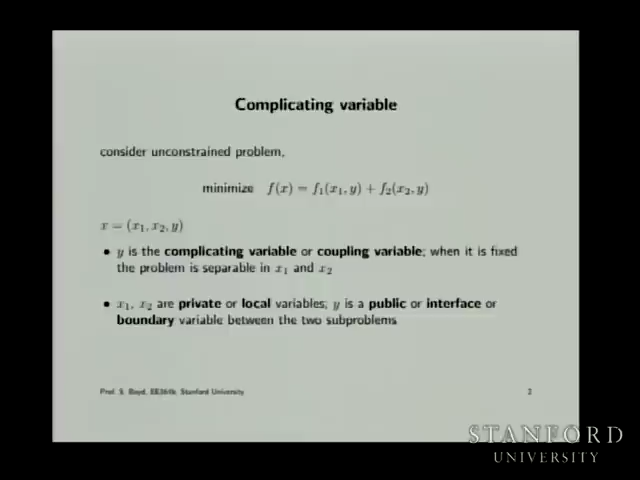 Complicating variable
consider unconstrained problem,
minimize f(x) = f₁(x₁, y) + f₂(x₂, y)
x = (x₁, x₂, y)
• y is the complicating variable or coupling variable; when it is fixed
the problem is separable in x₁ and x₂
• x₁, x₂ are private or local variables; y is a public or interface or
boundary variable between the two subproblems
Prof. S. Boyd, EE364b, Stanford University 2
STANFORD
UNIVERSITY